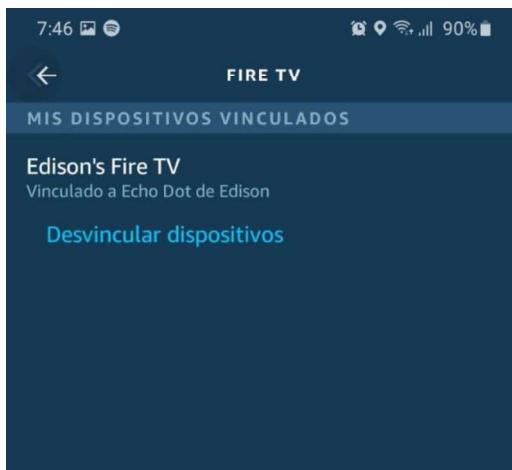 7:46 90%
FIRE TV
MIS DISPOSITIVOS VINCULADOS
Edison's Fire TV
Vinculado a Echo Dot de Edison
Desvincular dispositivos